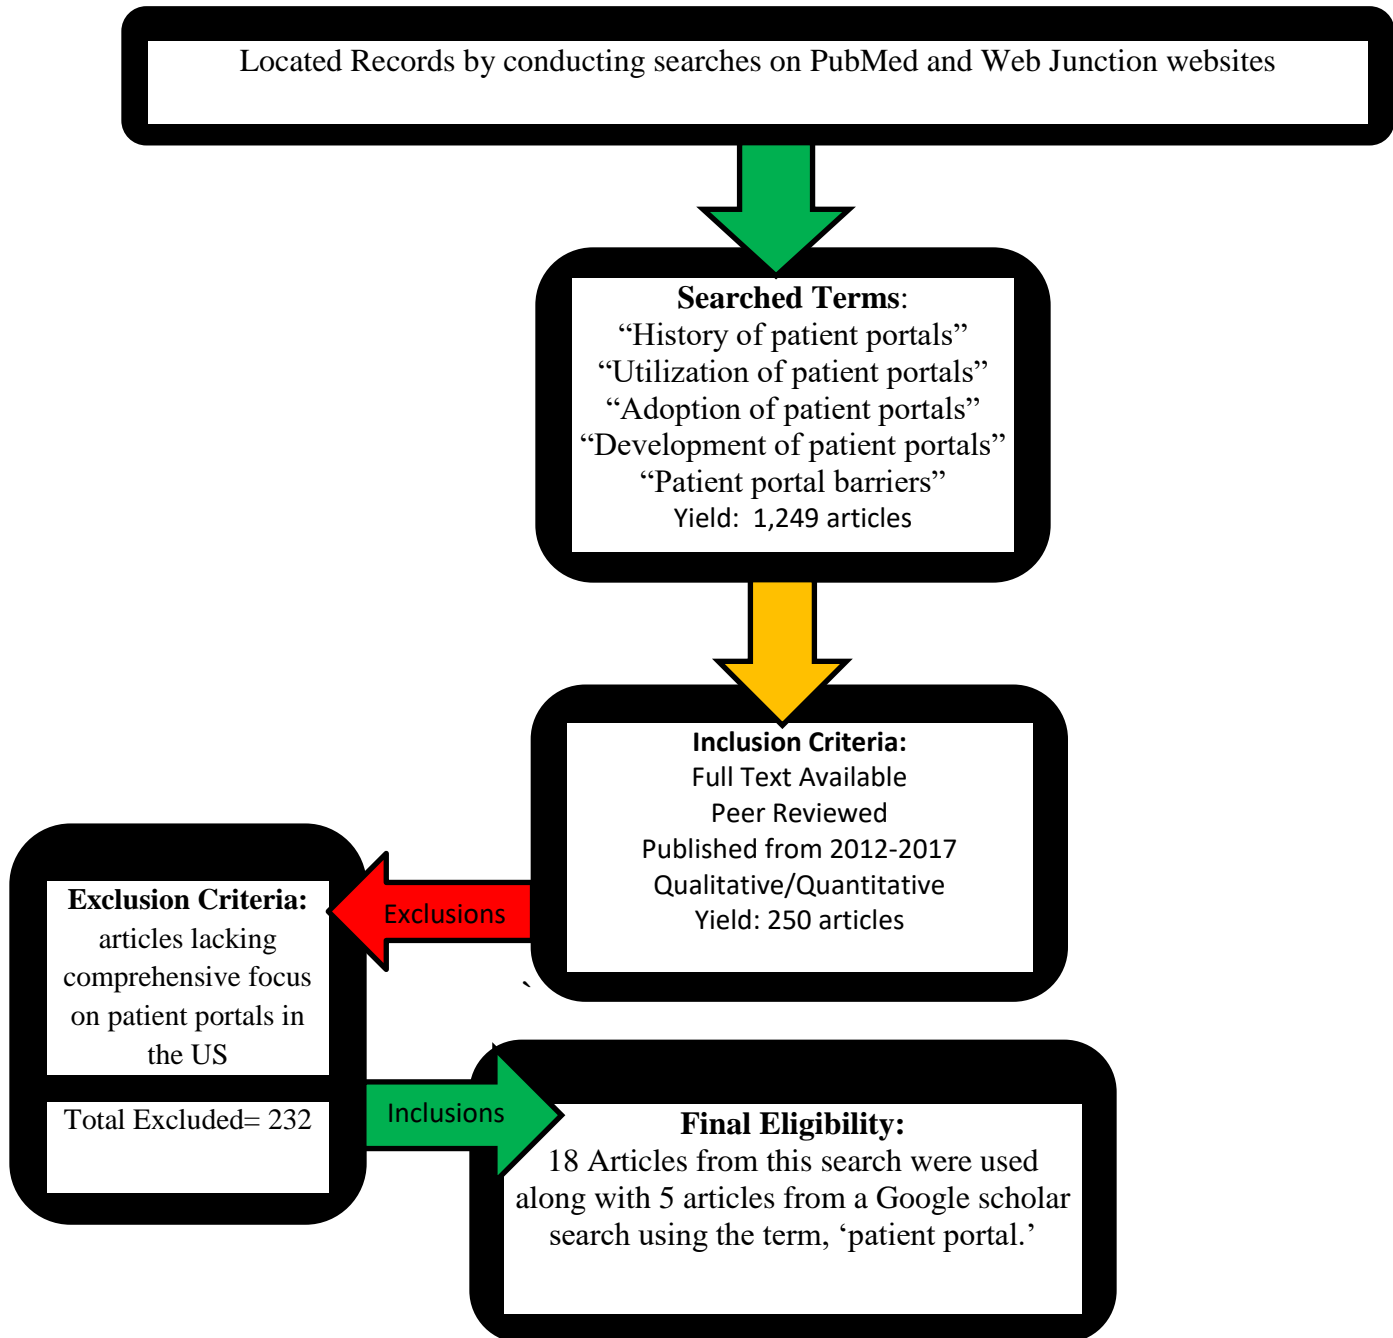 Located Records by conducting searches on PubMed and Web Junction websites
Searched Terms:
“History of patient portals”
“Utilization of patient portals”
“Adoption of patient portals”
“Development of patient portals”
“Patient portal barriers”
Yield:  1,249 articles
Inclusion Criteria:
Full Text Available
Peer Reviewed
Published from 2012-2017
Qualitative/Quantitative
Yield: 250 articles
Exclusions
`
Exclusion Criteria:
articles lacking
comprehensive focus
on patient portals in
the US
Total Excluded= 232
Inclusions
Final Eligibility:
18 Articles from this search were used
along with 5 articles from a Google scholar
search using the term, ‘patient portal.’